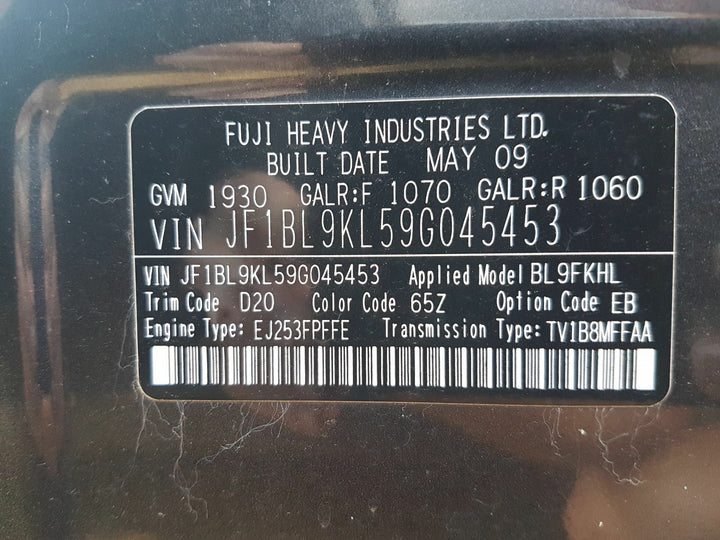 FUJI HEAVY INDUSTRIES LTD.
BUILT DATE MAY 09
GVM 1930 GALR:F 1070 GALR:R 1060
VIN JF1BL9KL59G045453
VIN JF1BL9KL59G045453 Applied Model BL9FKHL
Trim Code D20 Color Code 65Z Option Code EB
Engine Type: EJ253FPFFE Transmission Type: TV1B8MFFAA